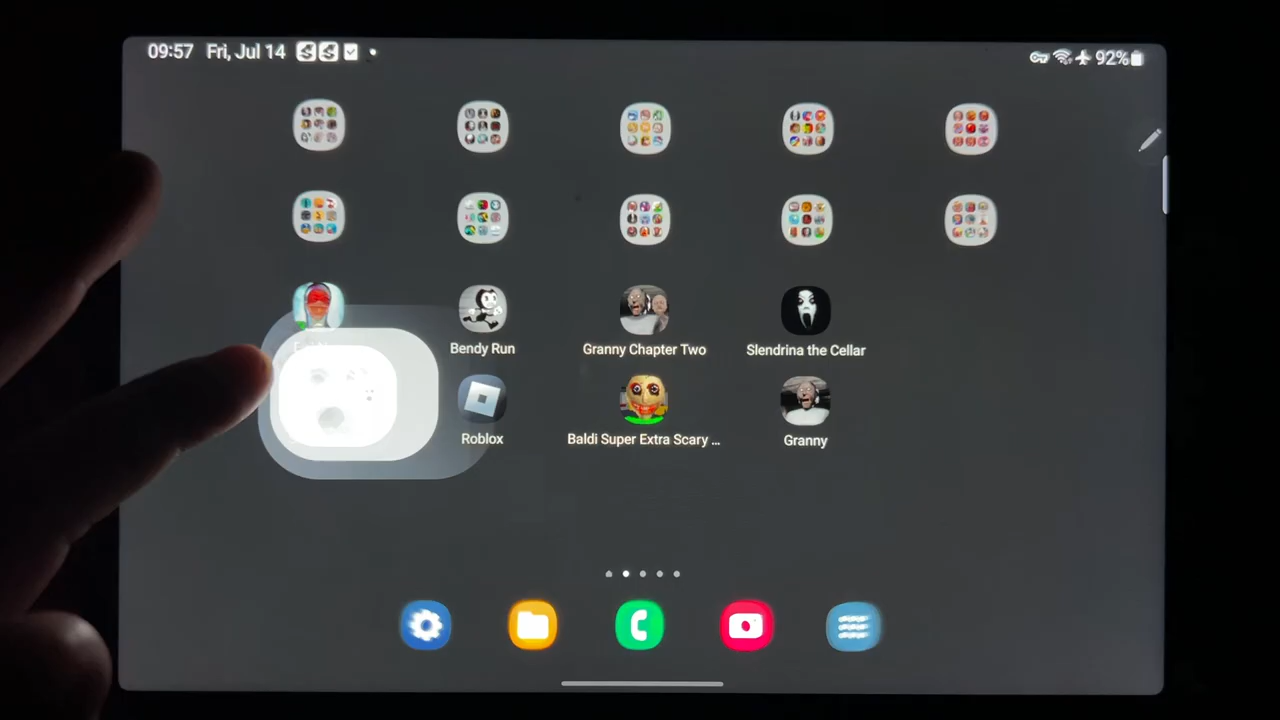 09:57 Fri, Jul 14
92%
Bendy Run
Granny Chapter Two
Slendrina the Cellar
Roblox
Baldi Super Extra Scary ...
Granny